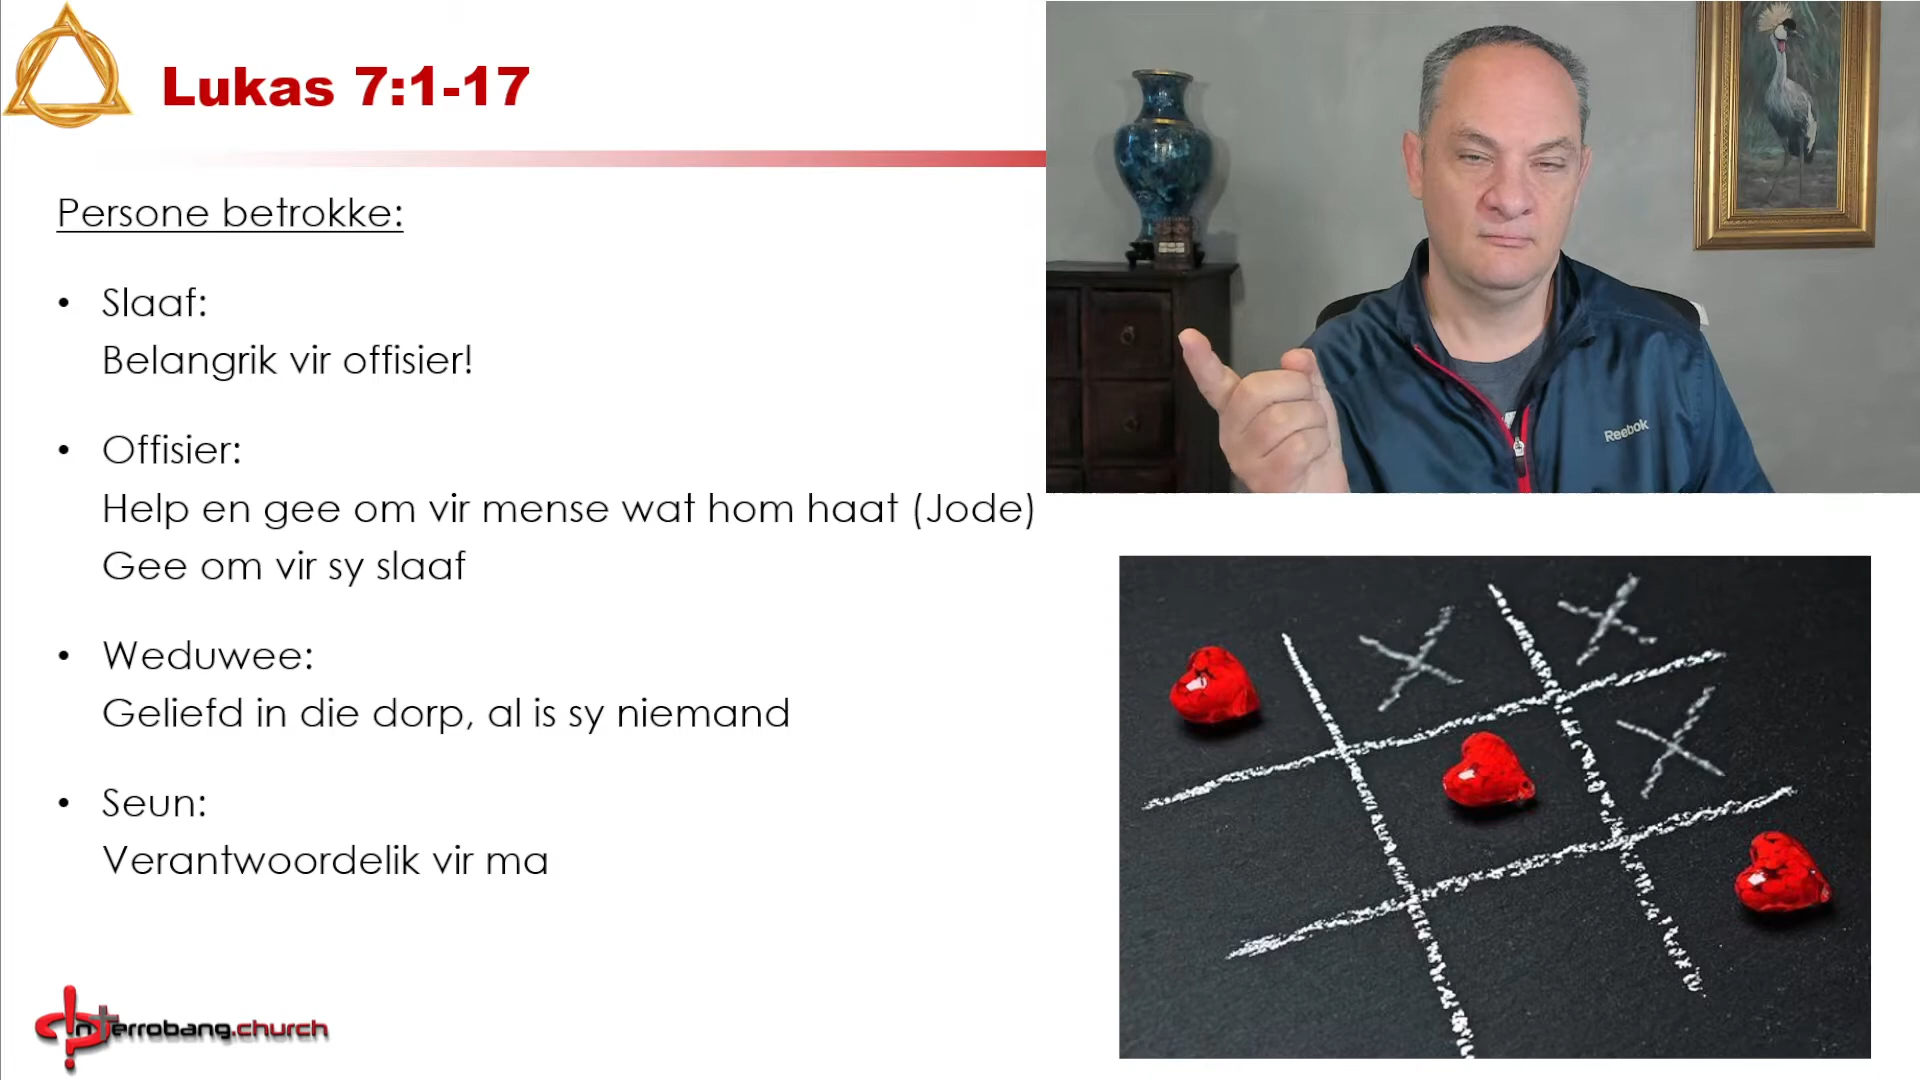 Lukas 7:1-17
Persone betrokke:
• Slaaf:
Belangrik vir offisier!
• Offisier:
Help en gee om vir mense wat hom haat (Jode)
Gee om vir sy slaaf
• Weduwee:
Geliefd in die dorp, al is sy niemand
• Seun:
Verantwoordelik vir ma
Reebok
Interrobang.church